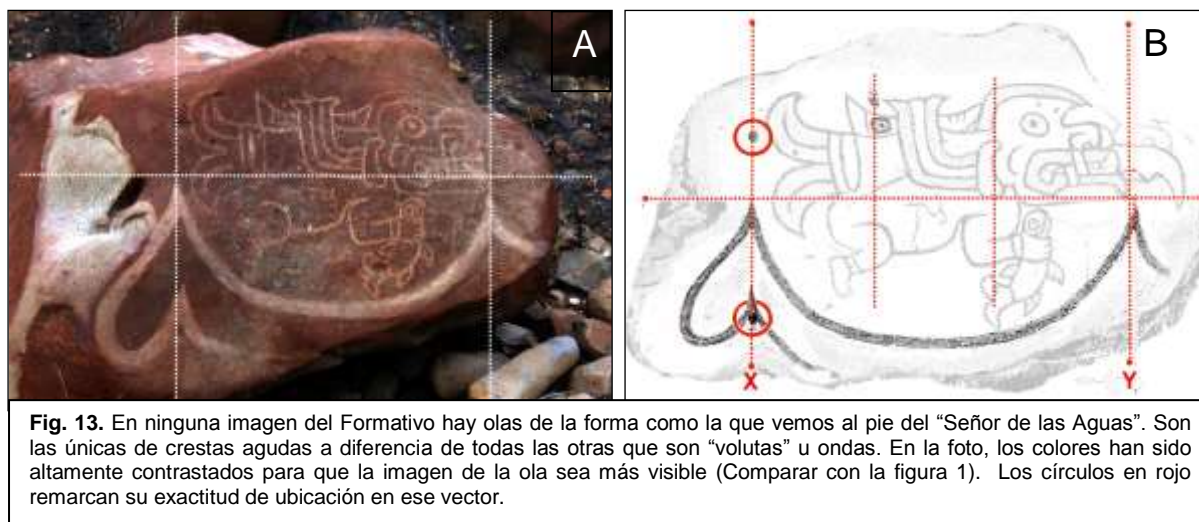 A
B
X
Y
Fig. 13. En ninguna imagen del Formativo hay olas de la forma como la que vemos al pie del “Señor de las Aguas”. Son
las únicas de crestas agudas a diferencia de todas las otras que son “volutas” u ondas. En la foto, los colores han sido
altamente contrastados para que la imagen de la ola sea más visible (Comparar con la figura 1). Los círculos en rojo
remarcan su exactitud de ubicación en ese vector.